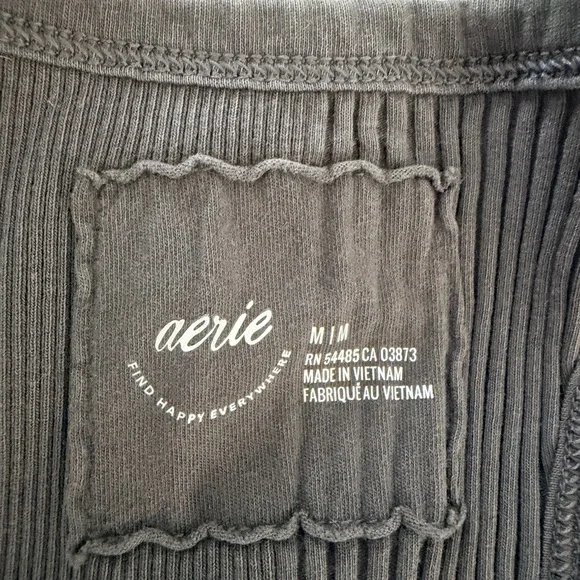 aerie
FIND HAPPY EVERYWHERE
M | M
RN 54485 CA 03873
MADE IN VIETNAM
FABRIQUÉ AU VIETNAM